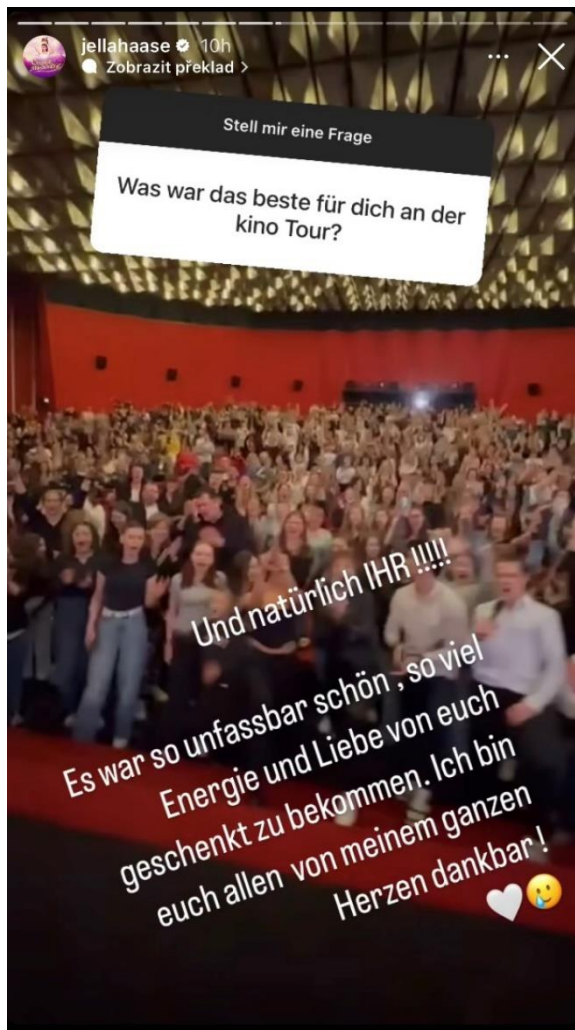 jellahaase 10h
Zobrazit překlad >
Stell mir eine Frage
Was war das beste für dich an der
kino Tour?
Und natürlich IHR !!!!!
Es war so unfassbar schön , so viel
Energie und Liebe von euch
geschenkt zu bekommen. Ich bin
euch allen von meinem ganzen
Herzen dankbar !
🤍🥲